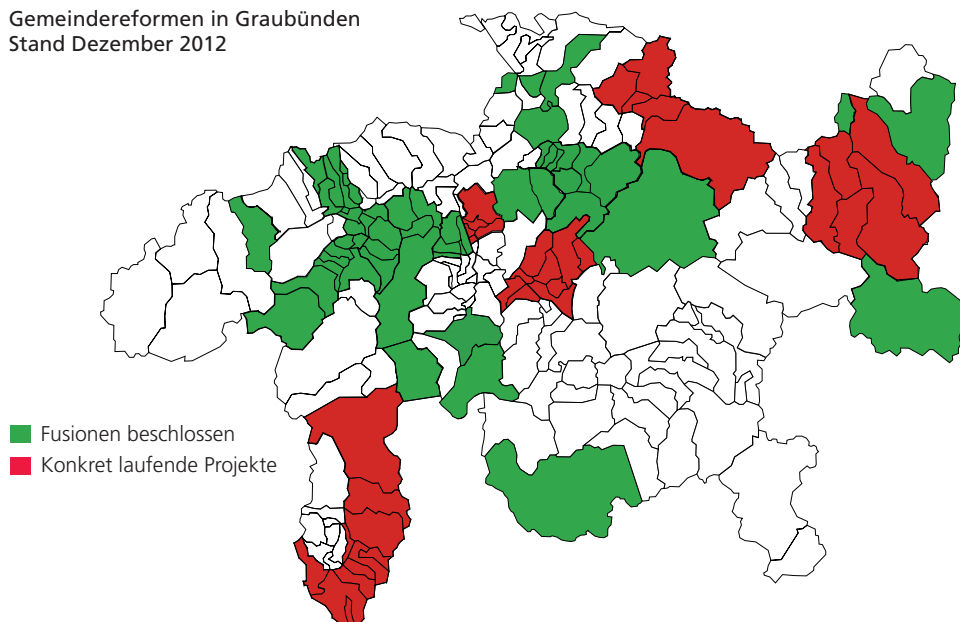 Gemeindereformen in Graubünden
Stand Dezember 2012
Fusionen beschlossen
Konkret laufende Projekte